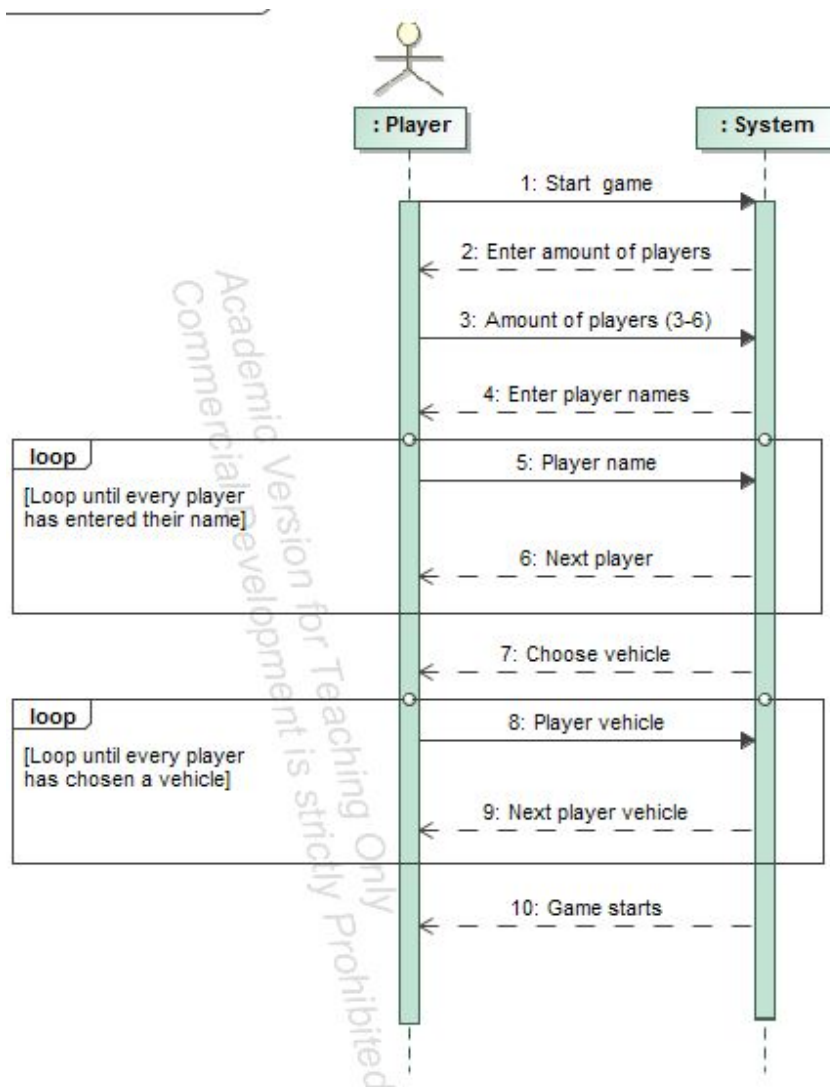 : Player
: System
1: Start game
2: Enter amount of players
3: Amount of players (3-6)
4: Enter player names
loop
[Loop until every player
has entered their name]
5: Player name
6: Next player
7: Choose vehicle
loop
[Loop until every player
has chosen a vehicle]
8: Player vehicle
9: Next player vehicle
10: Game starts
Academic Version for Teaching Only
Commercial Development is strictly Prohibited